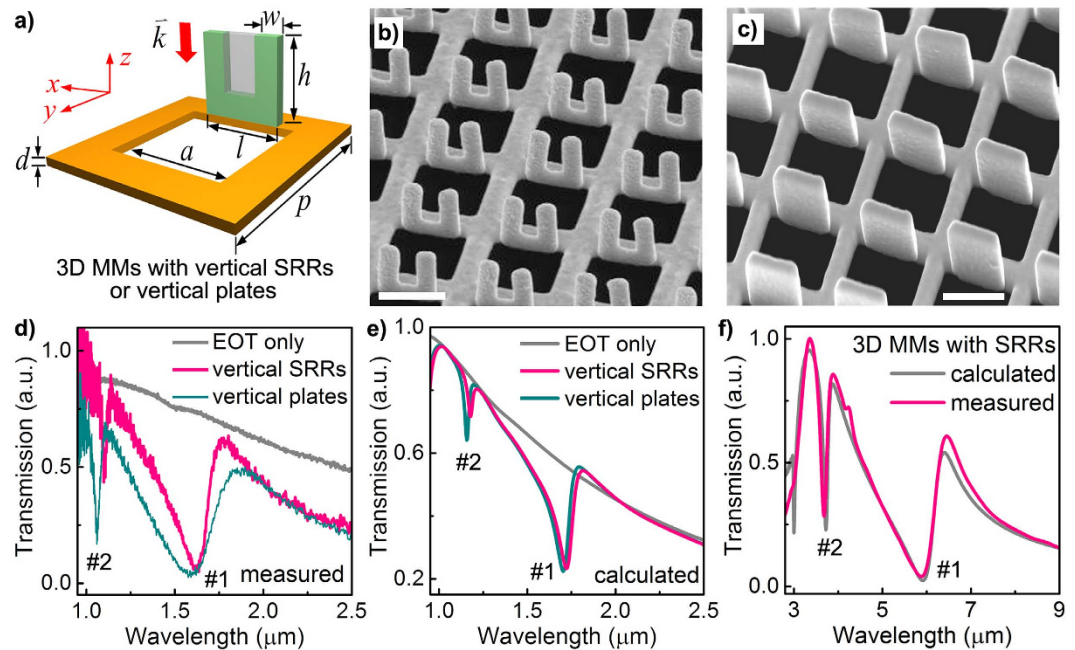 a)
k
w
h
z
x
y
a
l
d
p
3D MMs with vertical SRRs
or vertical plates
b)
c)
d)
EOT only
vertical SRRs
vertical plates
1.0
0.5
0.0
Transmission (a.u.)
#2
#1
measured
1.0 1.5 2.0 2.5
Wavelength (μm)
e)
EOT only
vertical SRRs
vertical plates
1.0
0.6
0.2
Transmission (a.u.)
#2
#1
calculated
1.0 1.5 2.0 2.5
Wavelength (μm)
f)
3D MMs with SRRs
calculated
measured
1.0
0.5
0.0
Transmission (a.u.)
#2
#1
3 5 7 9
Wavelength (μm)